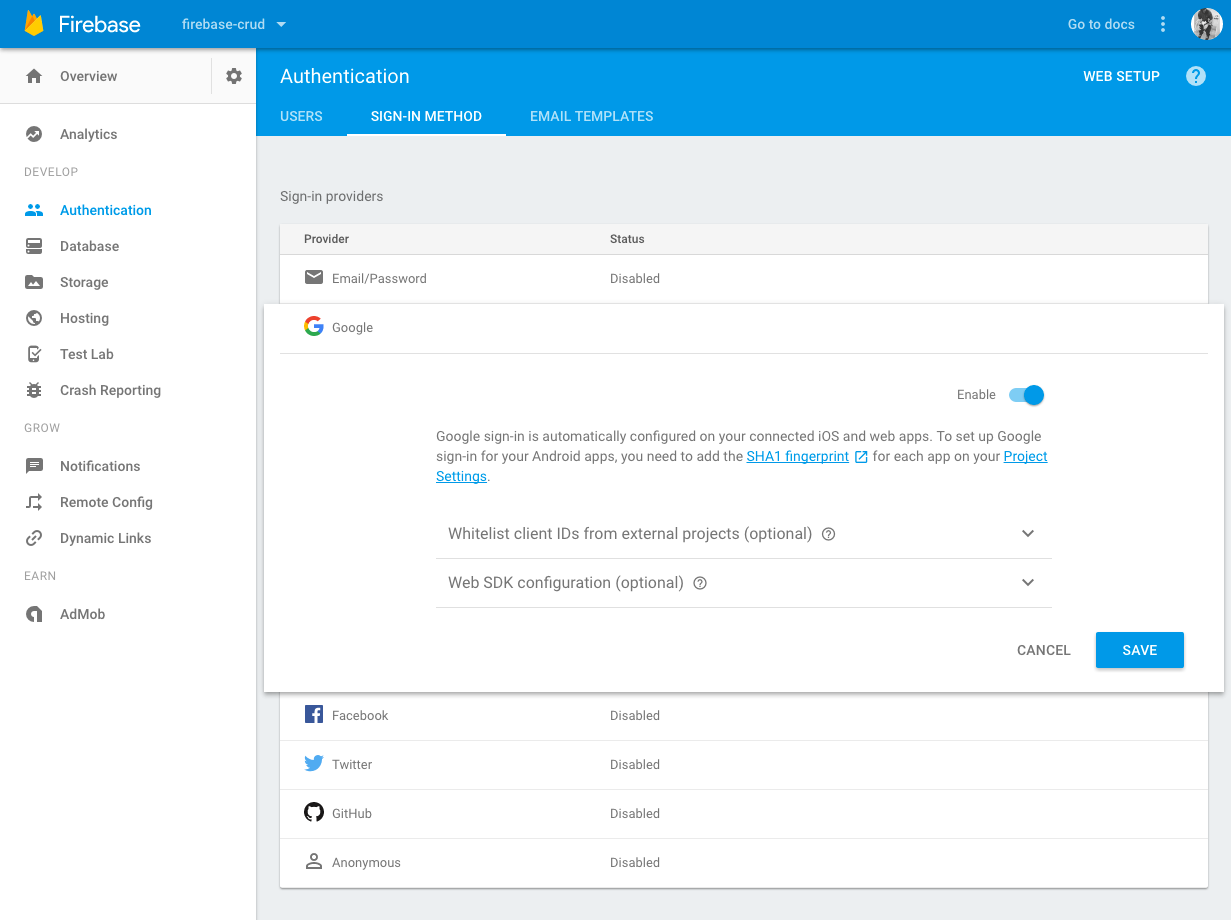 Firebase
firebase-crud
Go to docs
Overview
Authentication
WEB SETUP
USERS
SIGN-IN METHOD
EMAIL TEMPLATES
Analytics
DEVELOP
Authentication
Database
Storage
Hosting
Test Lab
Crash Reporting
GROW
Notifications
Remote Config
Dynamic Links
EARN
AdMob
Sign-in providers
Provider Status
Email/Password Disabled
Google
Enable
Google sign-in is automatically configured on your connected iOS and web apps. To set up Google
sign-in for your Android apps, you need to add the SHA1 fingerprint for each app on your Project
Settings.
Whitelist client IDs from external projects (optional)
Web SDK configuration (optional)
CANCEL
SAVE
Facebook Disabled
Twitter Disabled
GitHub Disabled
Anonymous Disabled